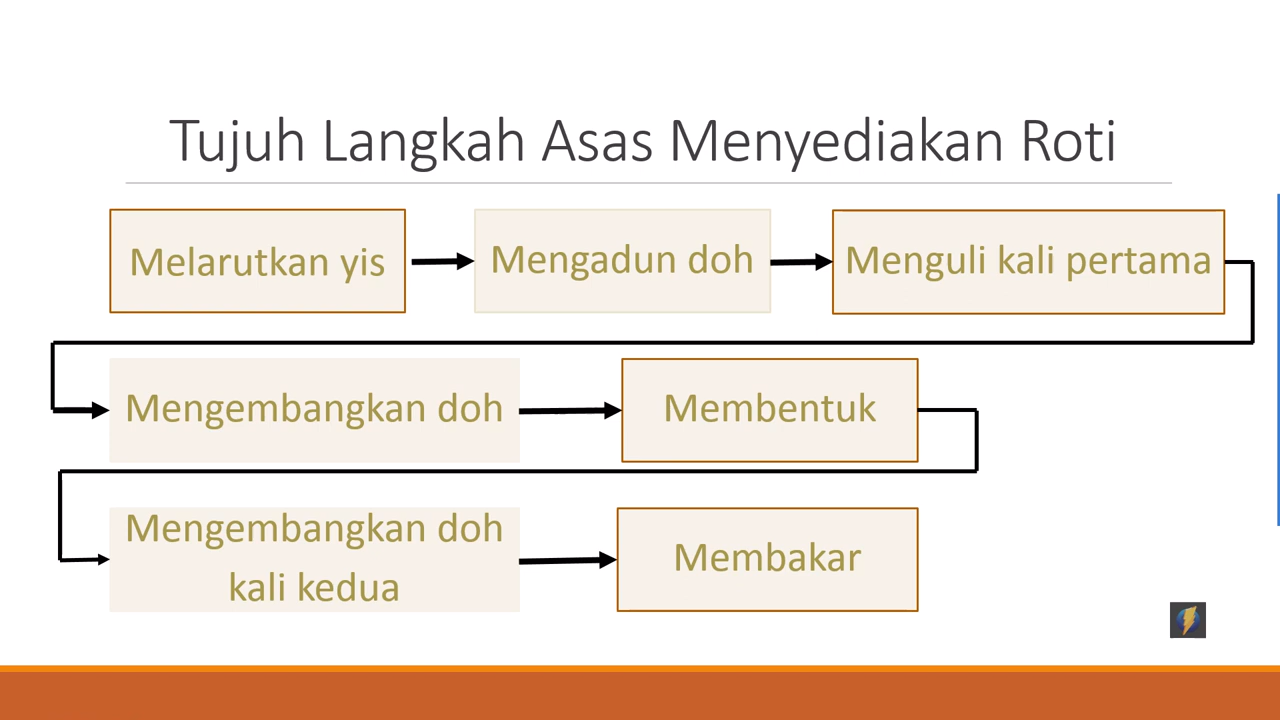 Tujuh Langkah Asas Menyediakan Roti
Melarutkan yis
Mengadun doh
Menguli kali pertama
Mengembangkan doh
Membentuk
Mengembangkan doh
kali kedua
Membakar